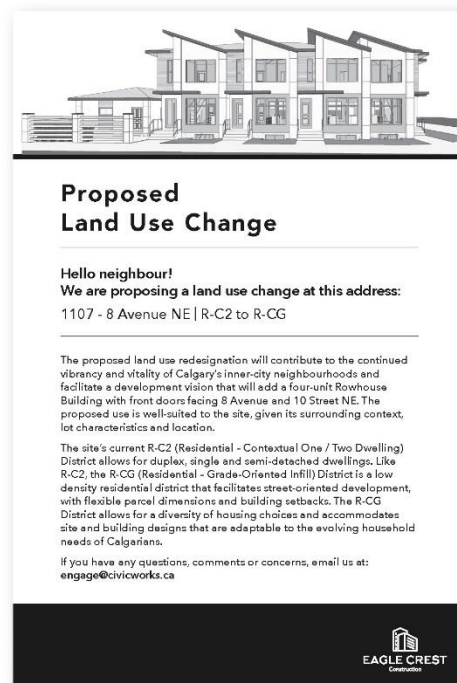 Proposed
Land Use Change
Hello neighbour!
We are proposing a land use change at this address:
1107 - 8 Avenue NE | R-C2 to R-CG
The proposed land use redesignation will contribute to the continued
vibrancy and vitality of Calgary's inner-city neighbourhoods and
facilitate a development vision that will add a four-unit Rowhouse
Building with front doors facing 8 Avenue and 10 Street NE. The
proposed use is well-suited to the site, given its surrounding context,
lot characteristics and location.
The site's current R-C2 (Residential - Contextual One / Two Dwelling)
District allows for duplex, single and semi-detached dwellings. Like
R-C2, the R-CG (Residential - Grade-Oriented Infill) District is a low
density residential district that facilitates street-oriented development,
with flexible parcel dimensions and building setbacks. The R-CG
District allows for a diversity of housing choices and accommodates
site and building designs that are adaptable to the evolving household
needs of Calgarians.
If you have any questions, comments or concerns, email us at:
engage@civicworks.ca
EAGLE CREST
Construction